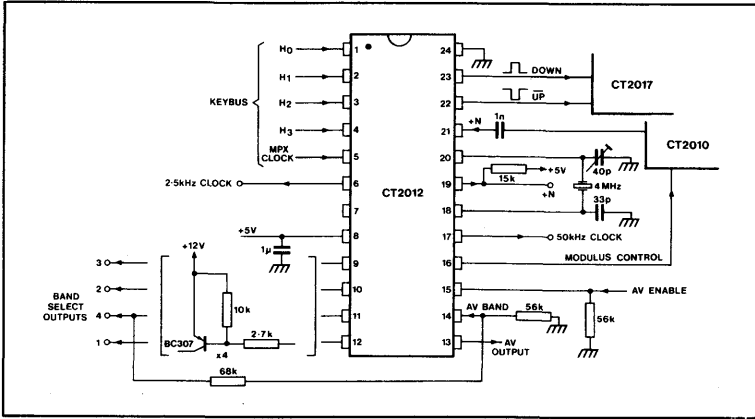 KEYBUS
H0
H1
H2
H3
MPX
CLOCK
2·5kHz CLOCK
+5V
1μ
BAND
SELECT
OUTPUTS
3
2
4
1
+12V
10k
BC307
x4
2·7k
68k
1
2
3
4
5
6
7
8
9
10
11
12
CT2012
24
23
22
21
20
19
18
17
16
15
14
13
DOWN
UP
CT2017
+N
1n
CT2010
40p
15k
+5V
+N
4MHz
33p
50kHz CLOCK
MODULUS CONTROL
AV ENABLE
AV BAND
56k
56k
AV
OUTPUT